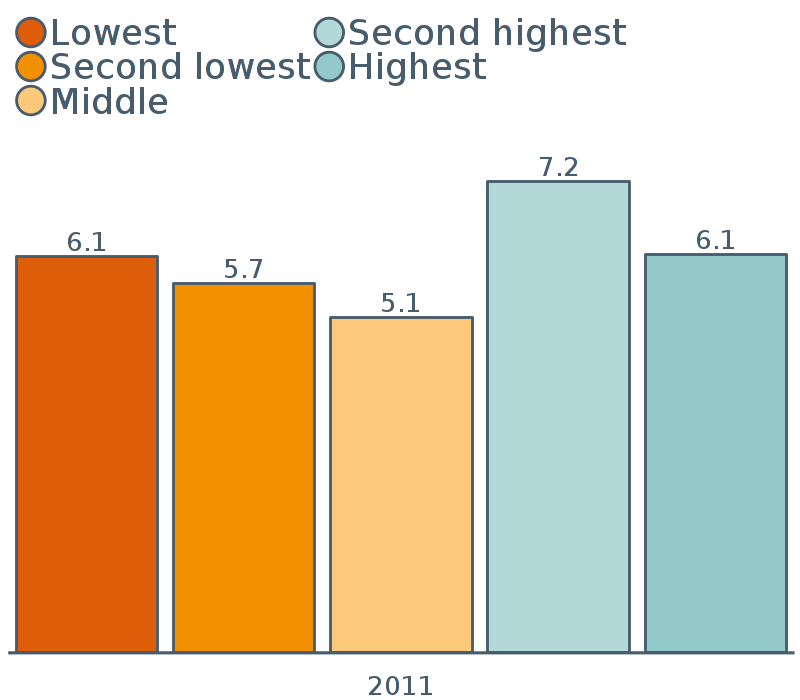 Lowest
Second lowest
Middle
Second highest
Highest
6.1
5.7
5.1
7.2
6.1
2011